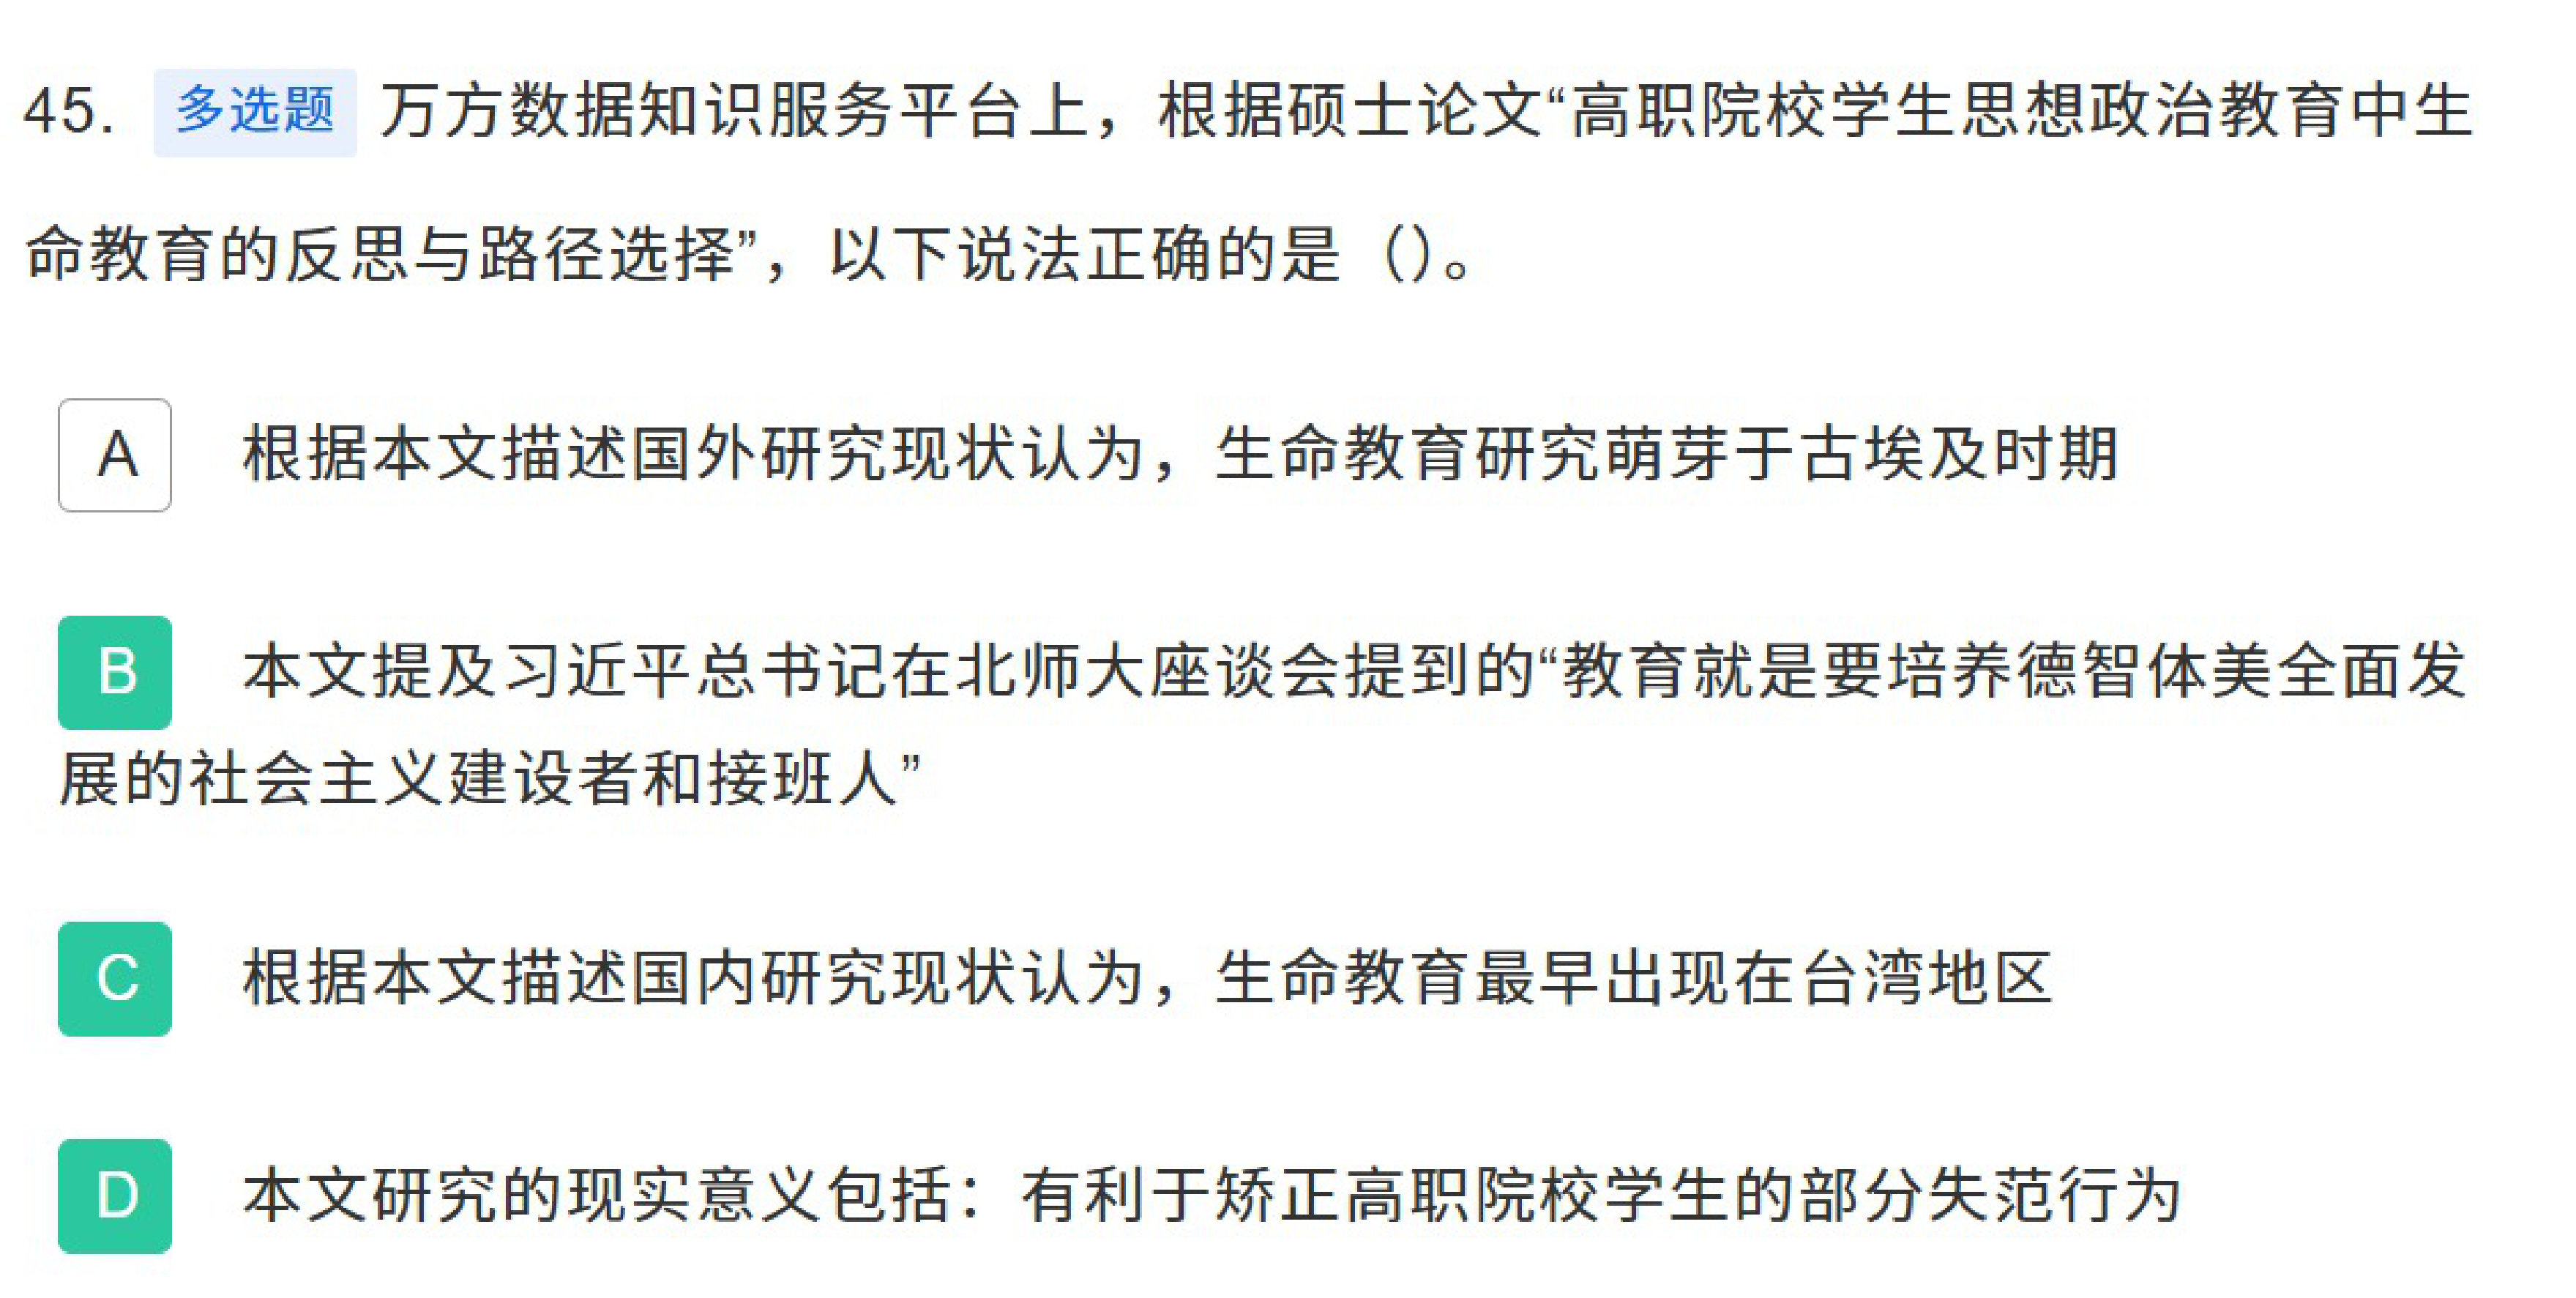 45. 多选题 万方数据知识服务平台上，根据硕士论文“高职院校学生思想政治教育中生
命教育的反思与路径选择”，以下说法正确的是（）。
A 根据本文描述国外研究现状认为，生命教育研究萌芽于古埃及时期
B 本文提及习近平总书记在北师大座谈会提到的“教育就是要培养德智体美全面发
展的社会主义建设者和接班人”
C 根据本文描述国内研究现状认为，生命教育最早出现在台湾地区
D 本文研究的现实意义包括：有利于矫正高职院校学生的部分失范行为